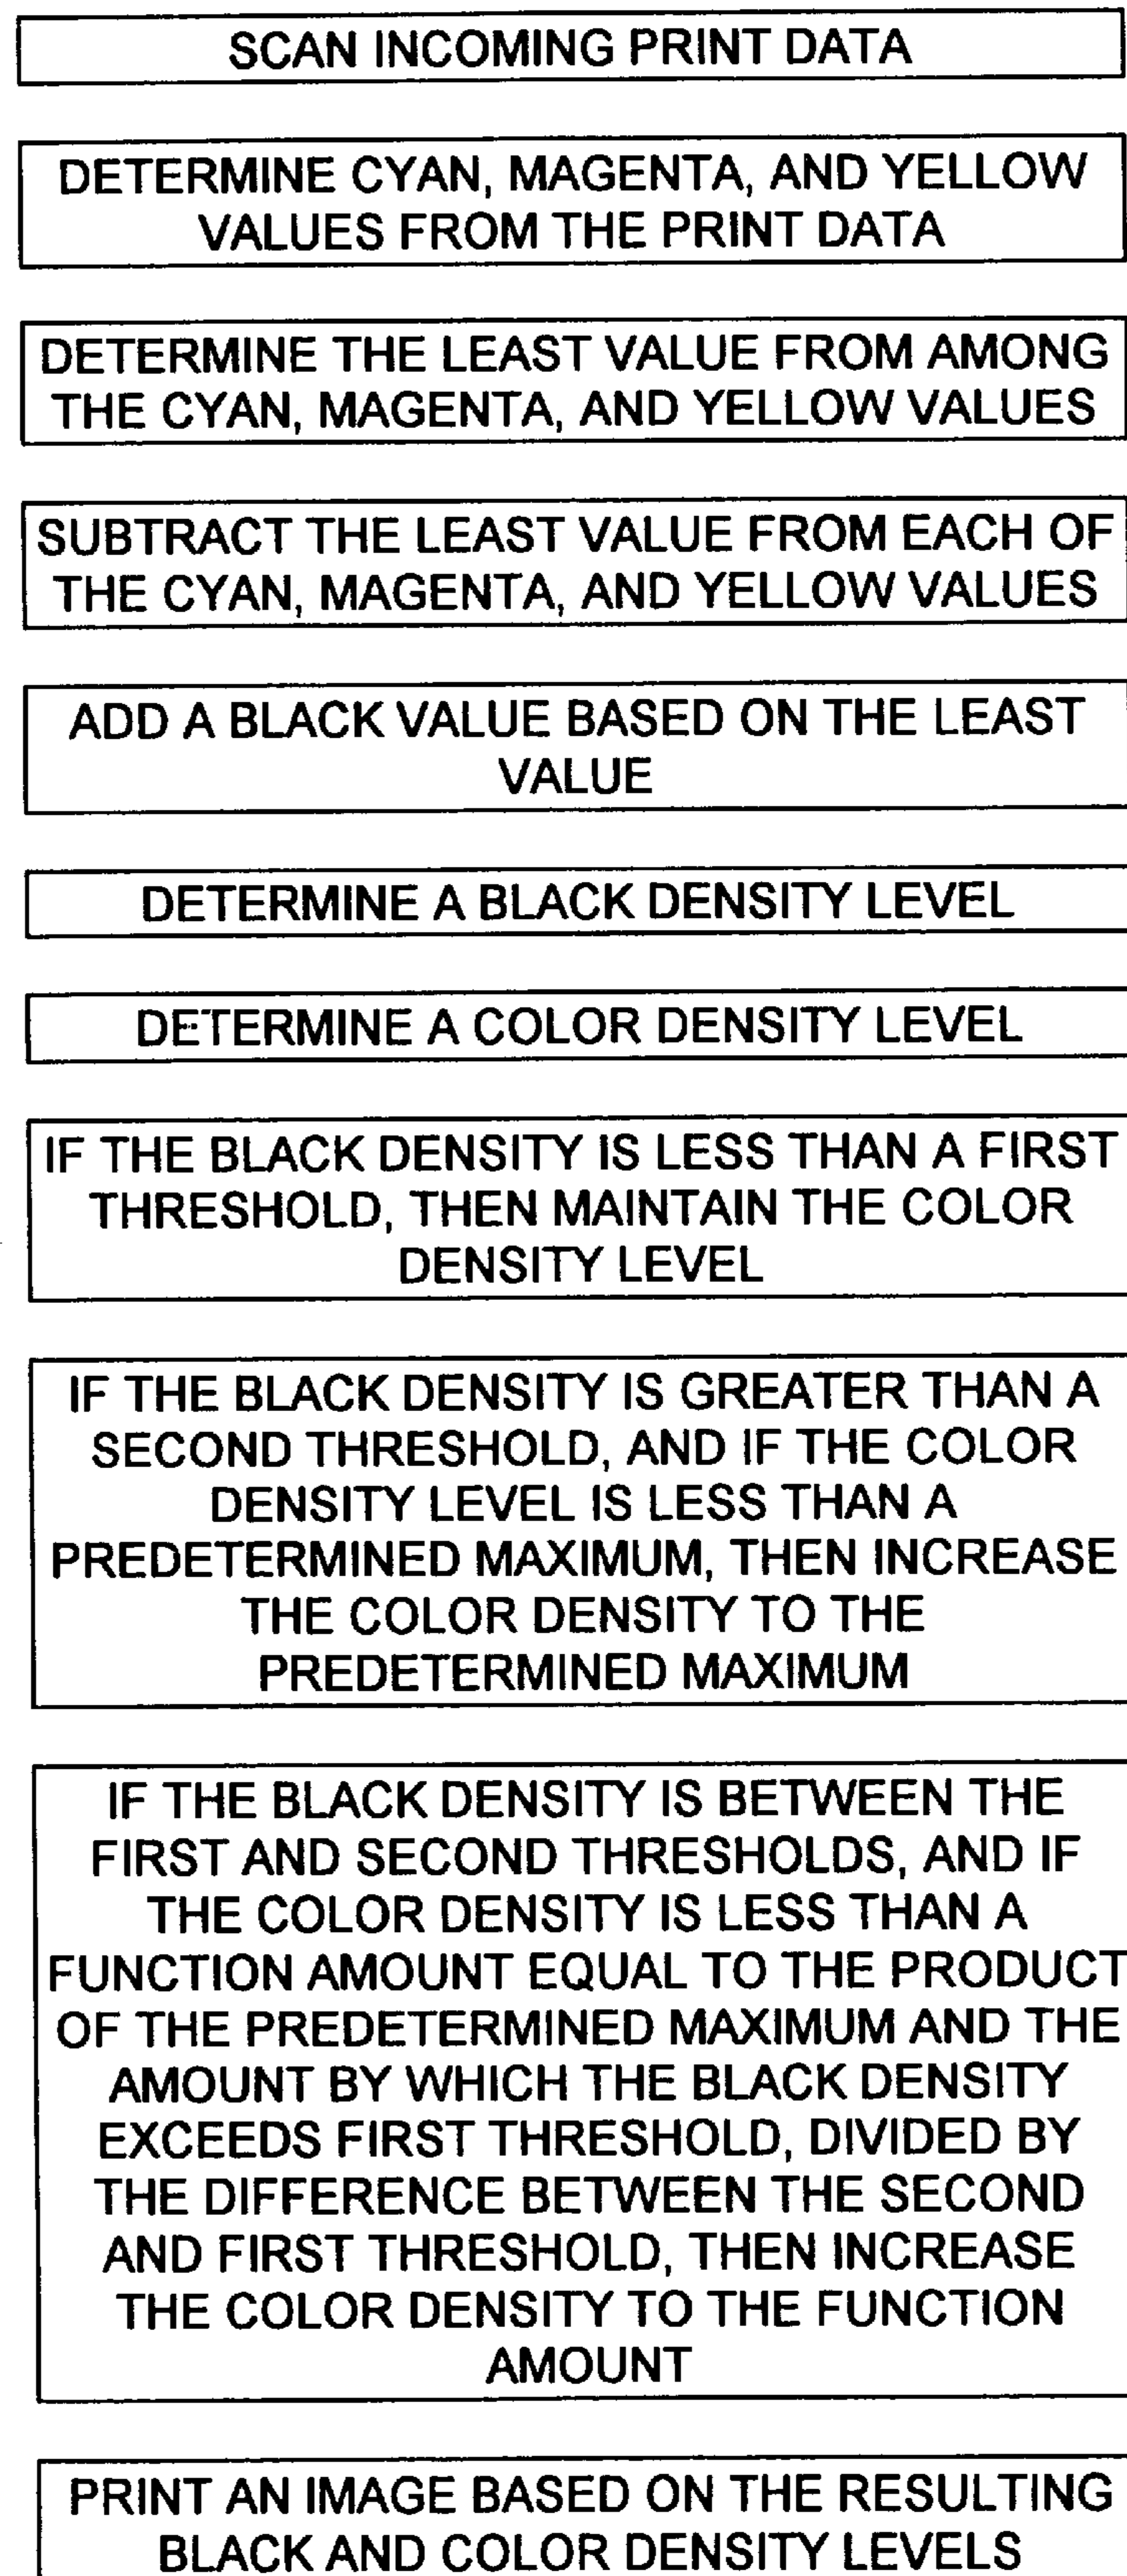 SCAN INCOMING PRINT DATA
DETERMINE CYAN, MAGENTA, AND YELLOW
VALUES FROM THE PRINT DATA
DETERMINE THE LEAST VALUE FROM AMONG
THE CYAN, MAGENTA, AND YELLOW VALUES
SUBTRACT THE LEAST VALUE FROM EACH OF
THE CYAN, MAGENTA, AND YELLOW VALUES
ADD A BLACK VALUE BASED ON THE LEAST
VALUE
DETERMINE A BLACK DENSITY LEVEL
DETERMINE A COLOR DENSITY LEVEL
IF THE BLACK DENSITY IS LESS THAN A FIRST
THRESHOLD, THEN MAINTAIN THE COLOR
DENSITY LEVEL
IF THE BLACK DENSITY IS GREATER THAN A
SECOND THRESHOLD, AND IF THE COLOR
DENSITY LEVEL IS LESS THAN A
PREDETERMINED MAXIMUM, THEN INCREASE
THE COLOR DENSITY TO THE
PREDETERMINED MAXIMUM
IF THE BLACK DENSITY IS BETWEEN THE
FIRST AND SECOND THRESHOLDS, AND IF
THE COLOR DENSITY IS LESS THAN A
FUNCTION AMOUNT EQUAL TO THE PRODUCT
OF THE PREDETERMINED MAXIMUM AND THE
AMOUNT BY WHICH THE BLACK DENSITY
EXCEEDS FIRST THRESHOLD, DIVIDED BY
THE DIFFERENCE BETWEEN THE SECOND
AND FIRST THRESHOLD, THEN INCREASE
THE COLOR DENSITY TO THE FUNCTION
AMOUNT
PRINT AN IMAGE BASED ON THE RESULTING
BLACK AND COLOR DENSITY LEVELS